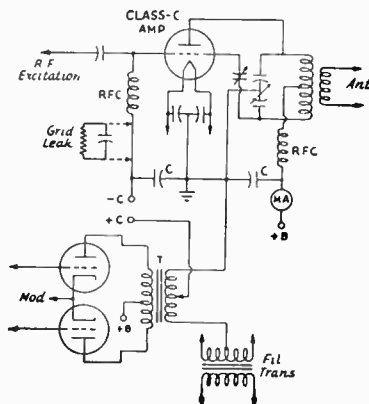 CLASS-C
AMP
R F
Excitation
Ant
RFC
Grid
Leak
RFC
C
C
MA
-C
+C
+B
T
Mod
+B
Fil
Trans